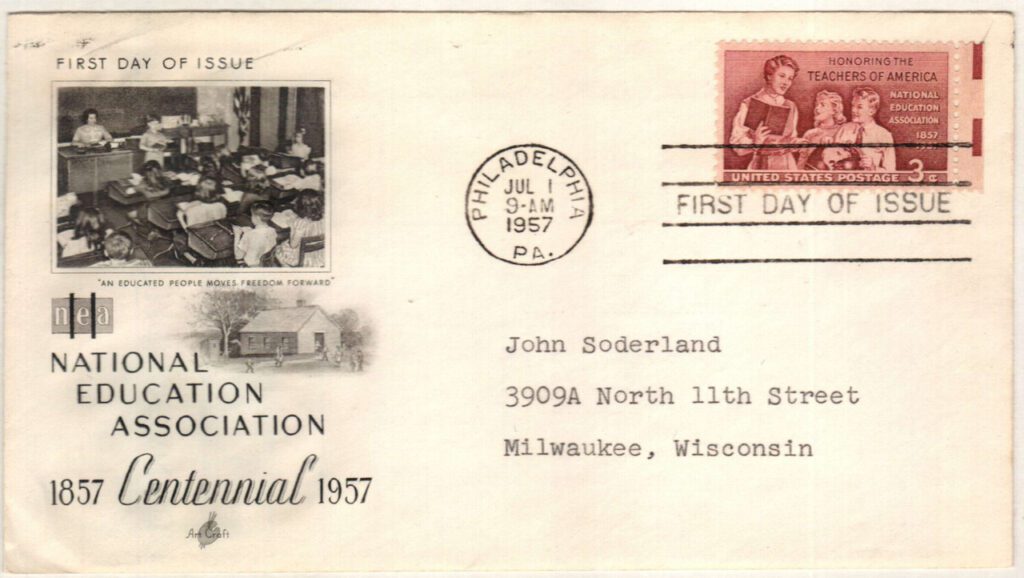 FIRST DAY OF ISSUE
"AN EDUCATED PEOPLE MOVES FREEDOM FORWARD"
nea
NATIONAL
EDUCATION
ASSOCIATION
1857 Centennial 1957
Art Craft
PHILADELPHIA
JUL 1
9-AM
1957
PA.
HONORING THE
TEACHERS OF AMERICA
NATIONAL
EDUCATION
ASSOCIATION
1857
1957
UNITED STATES POSTAGE 3¢
FIRST DAY OF ISSUE
John Soderland
3909A North 11th Street
Milwaukee, Wisconsin